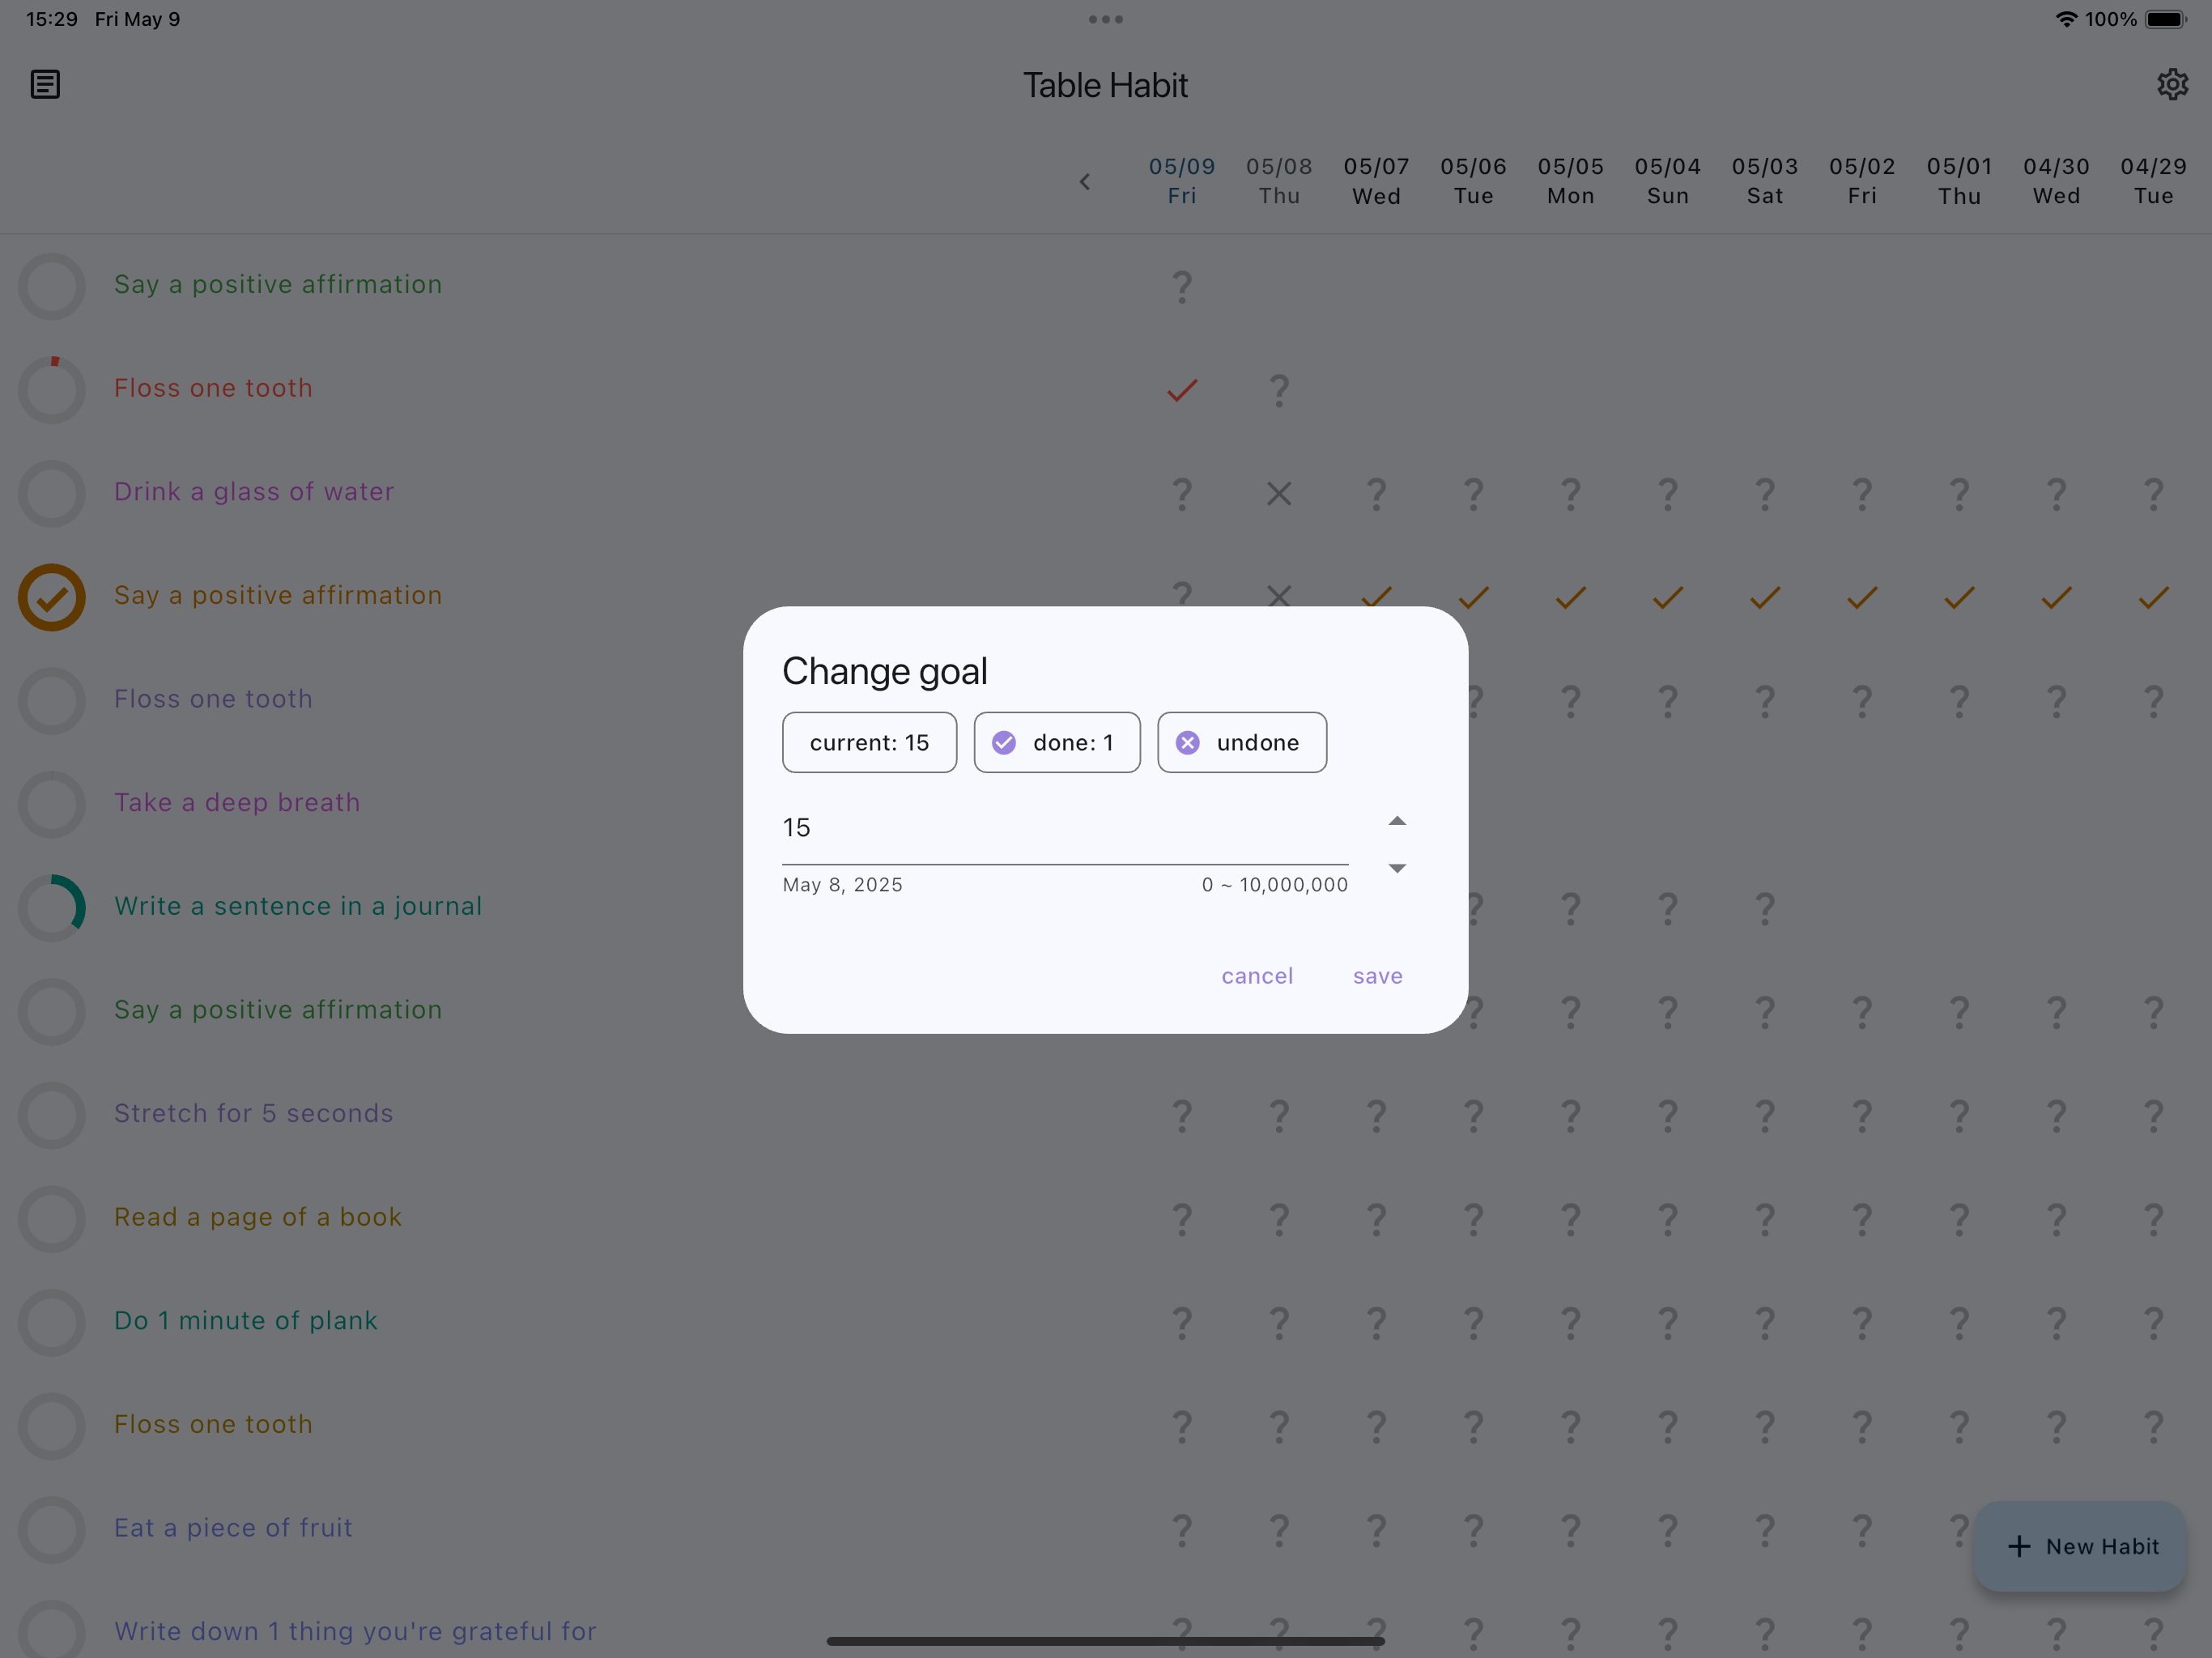 15:29 Fri May 9
100%
Table Habit
05/09 05/08 05/07 05/06 05/05 05/04 05/03 05/02 05/01 04/30 04/29
Fri Thu Wed Tue Mon Sun Sat Fri Thu Wed Tue
Say a positive affirmation ?
Floss one tooth ?
Drink a glass of water ? ? ? ? ? ? ? ? ? ?
Say a positive affirmation ?
Change goal
Floss one tooth ? ? ? ? ? ? ? ?
current: 15 done: 1 undone
Take a deep breath
15
May 8, 2025 0 ~ 10,000,000
Write a sentence in a journal ? ? ? ?
cancel save
Say a positive affirmation ? ? ? ? ? ? ? ?
Stretch for 5 seconds ? ? ? ? ? ? ? ? ? ? ?
Read a page of a book ? ? ? ? ? ? ? ? ? ? ?
Do 1 minute of plank ? ? ? ? ? ? ? ? ? ? ?
Floss one tooth ? ? ? ? ? ? ? ? ? ? ?
Eat a piece of fruit ? ? ? ? ? ? ? ? ?
+ New Habit
Write down 1 thing you're grateful for ? ? ? ? ? ? ? ? ? ? ?